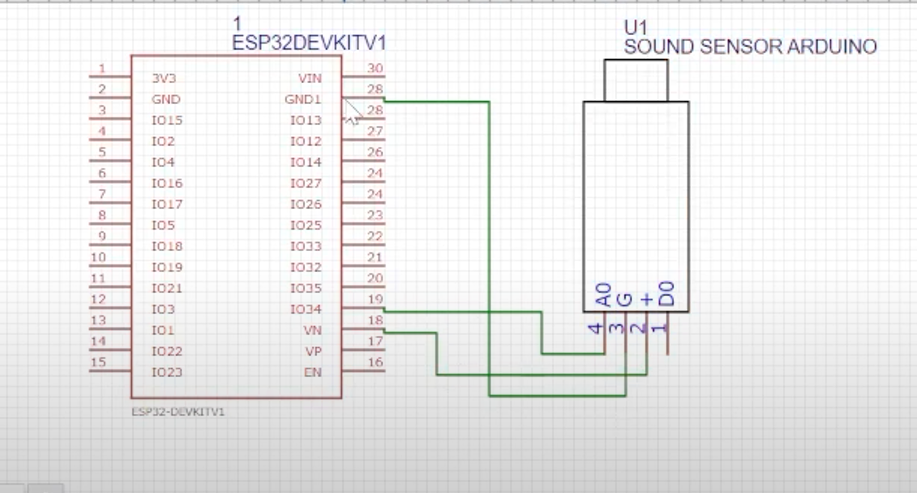 1
ESP32DEVKITV1
U1
SOUND SENSOR ARDUINO
1 3V3 VIN 30
2 GND GND1 28
3 IO15 IO13 28
4 IO2 IO12 27
5 IO4 IO14 26
6 IO16 IO27 24
7 IO17 IO26 24
8 IO5 IO25 23
9 IO18 IO33 22
10 IO19 IO32 21
11 IO21 IO35 20
12 IO3 IO34 19
13 IO1 VN 18
14 IO22 VP 17
15 IO23 EN 16
A0 G + D0
4 3 2 1
ESP32-DEVKITV1